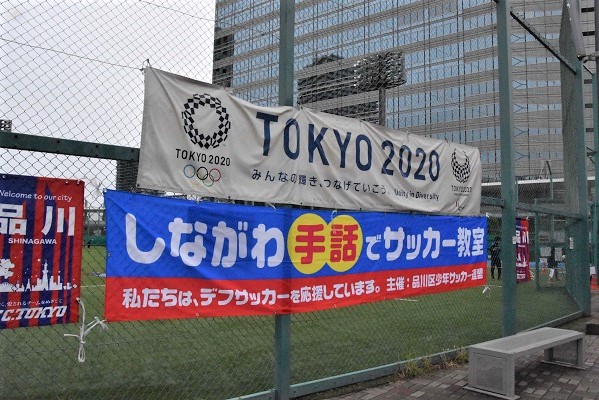 TOKYO 2020
TOKYO 2020
みんなの輝き、つなげていこう。 Unity in Diversity
しながわ手話でサッカー教室
私たちは、デフサッカーを応援しています。 主催：品川区少年サッカー連盟
Welcome to our city
品川
SHINAGAWA
F.C.TOKYO